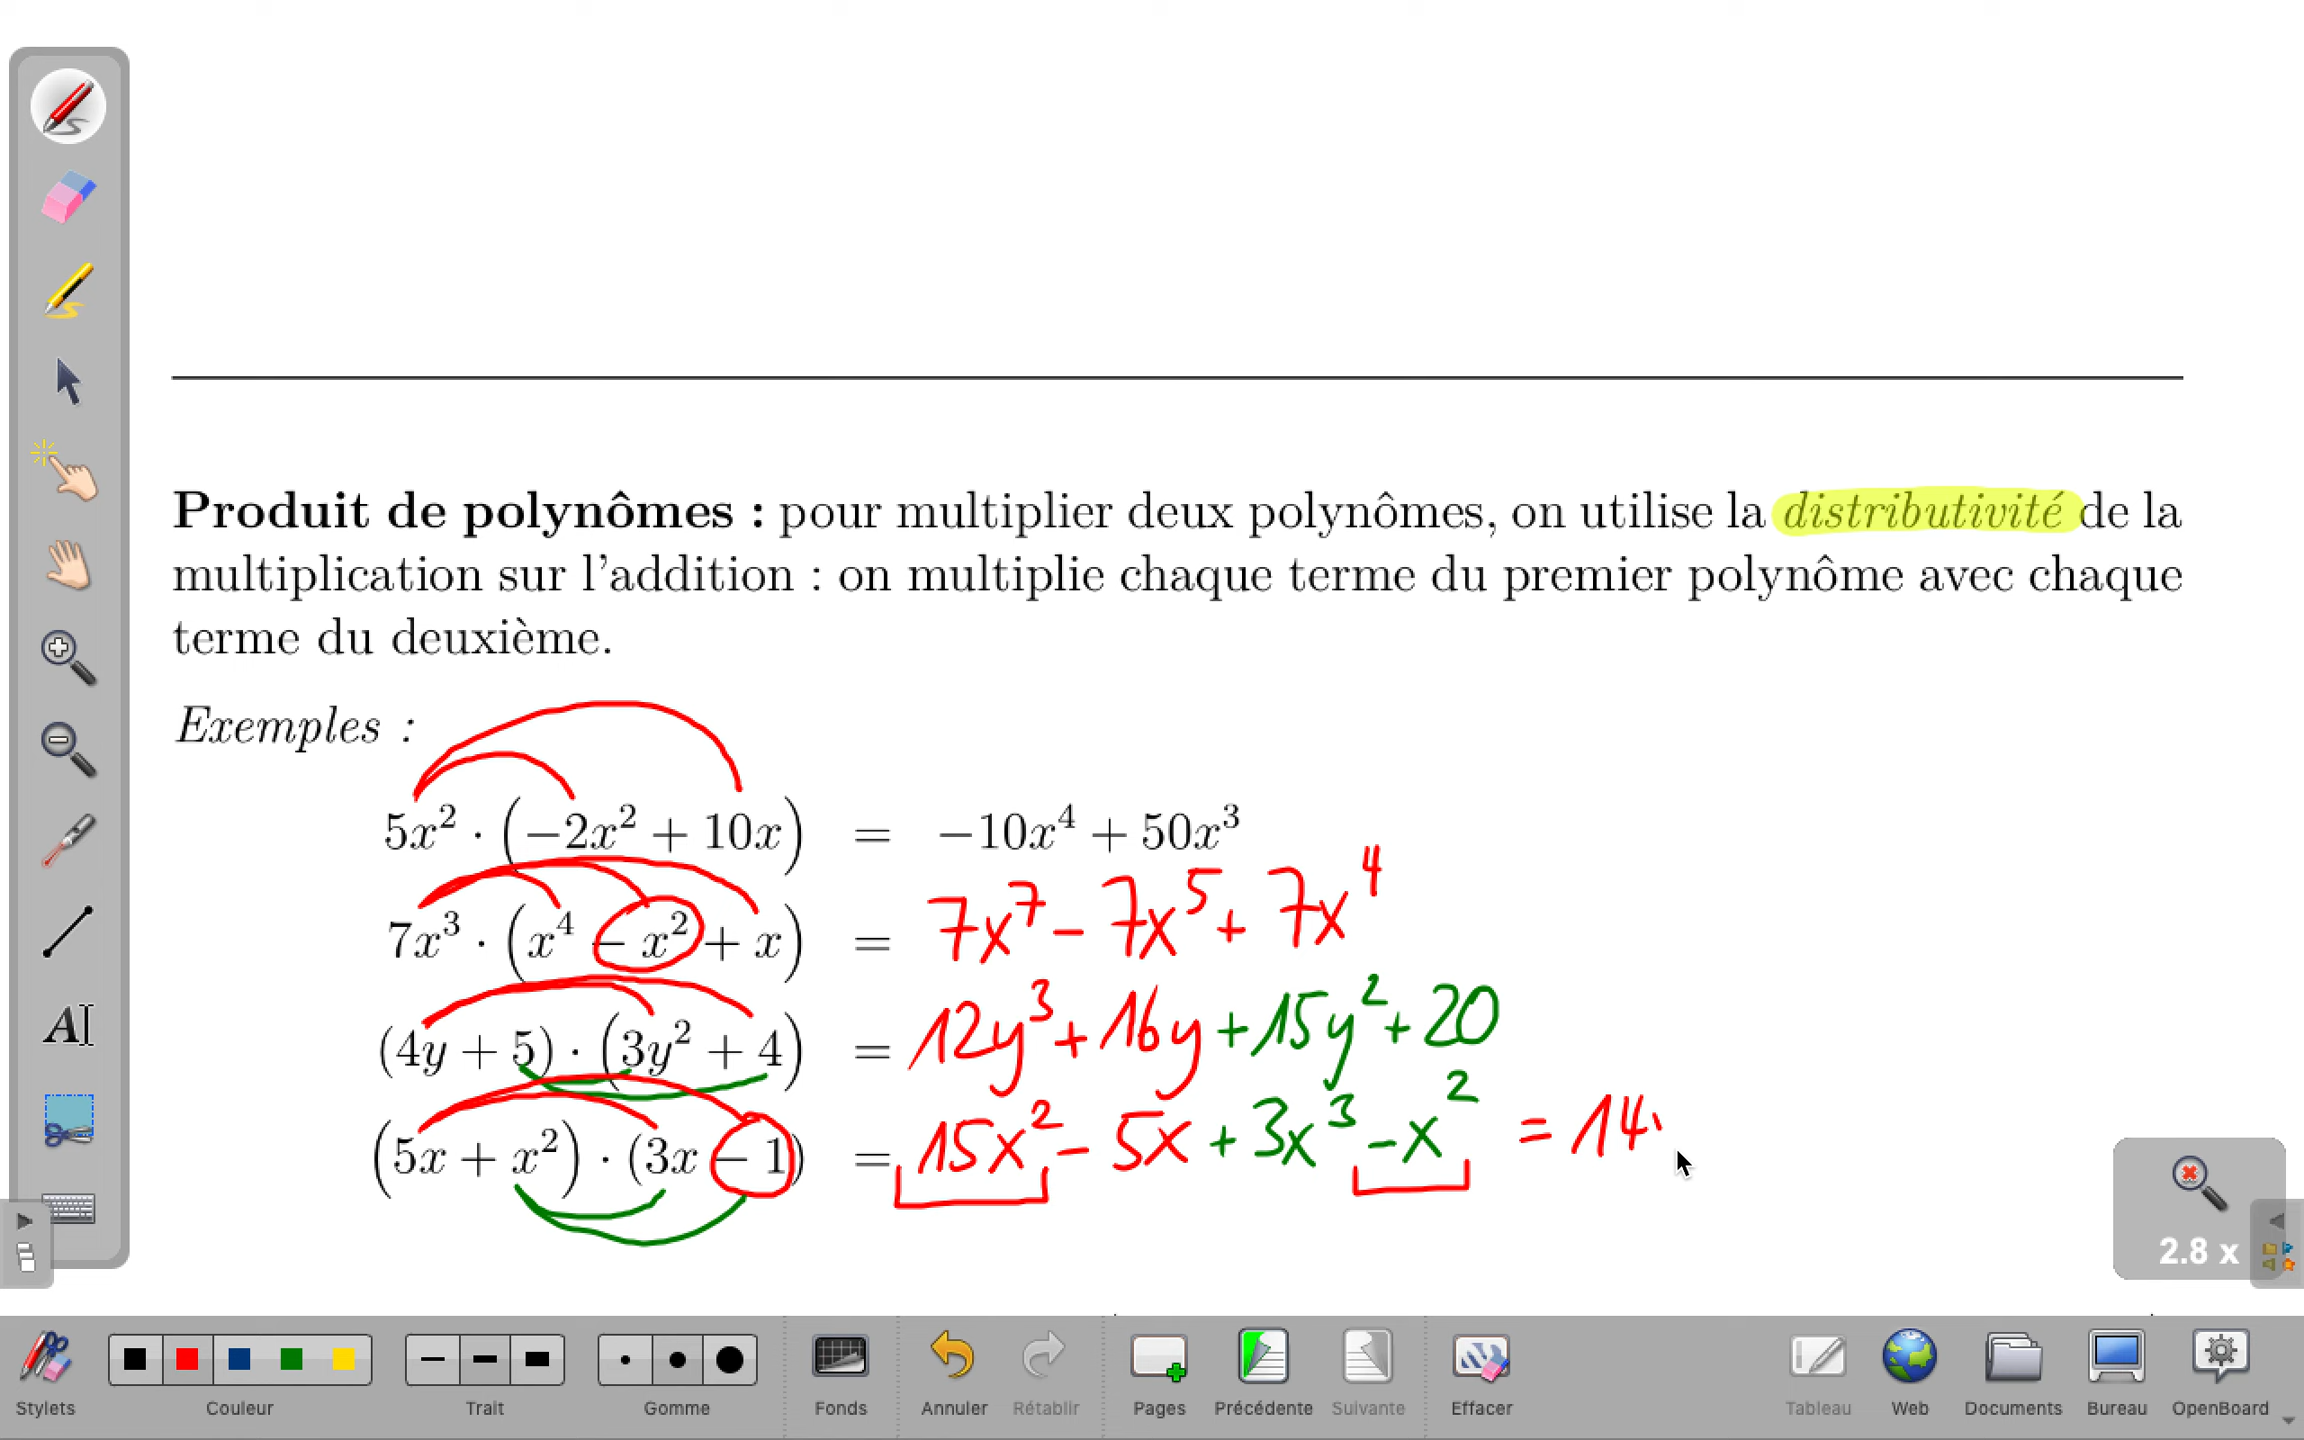 Produit de polynômes : pour multiplier deux polynômes, on utilise la distributivité de la
multiplication sur l'addition : on multiplie chaque terme du premier polynôme avec chaque
terme du deuxième.
Exemples :
5x² · (−2x² + 10x) = −10x⁴ + 50x³
7x³ · (x⁴ − x² + x) = 7x⁷ − 7x⁵ + 7x⁴
(4y + 5) · (3y² + 4) = 12y³ + 16y + 15y² + 20
(5x + x²) · (3x − 1) = 15x² − 5x + 3x³ − x² = 14
AI
2.8 x
Stylets Couleur Trait Gomme Fonds Annuler Rétablir Pages Précédente Suivante Effacer Tableau Web Documents Bureau OpenBoard